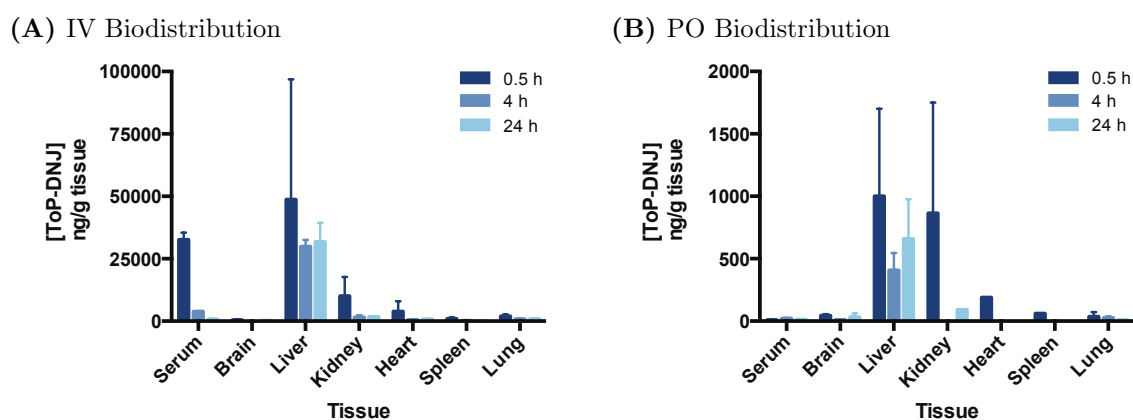 (A) IV Biodistribution
100000
75000
50000
25000
0
[ToP-DNJ]
ng/g tissue
0.5 h
4 h
24 h
Serum
Brain
Liver
Kidney
Heart
Spleen
Lung
Tissue
(B) PO Biodistribution
2000
1500
1000
500
0
[ToP-DNJ]
ng/g tissue
0.5 h
4 h
24 h
Serum
Brain
Liver
Kidney
Heart
Spleen
Lung
Tissue